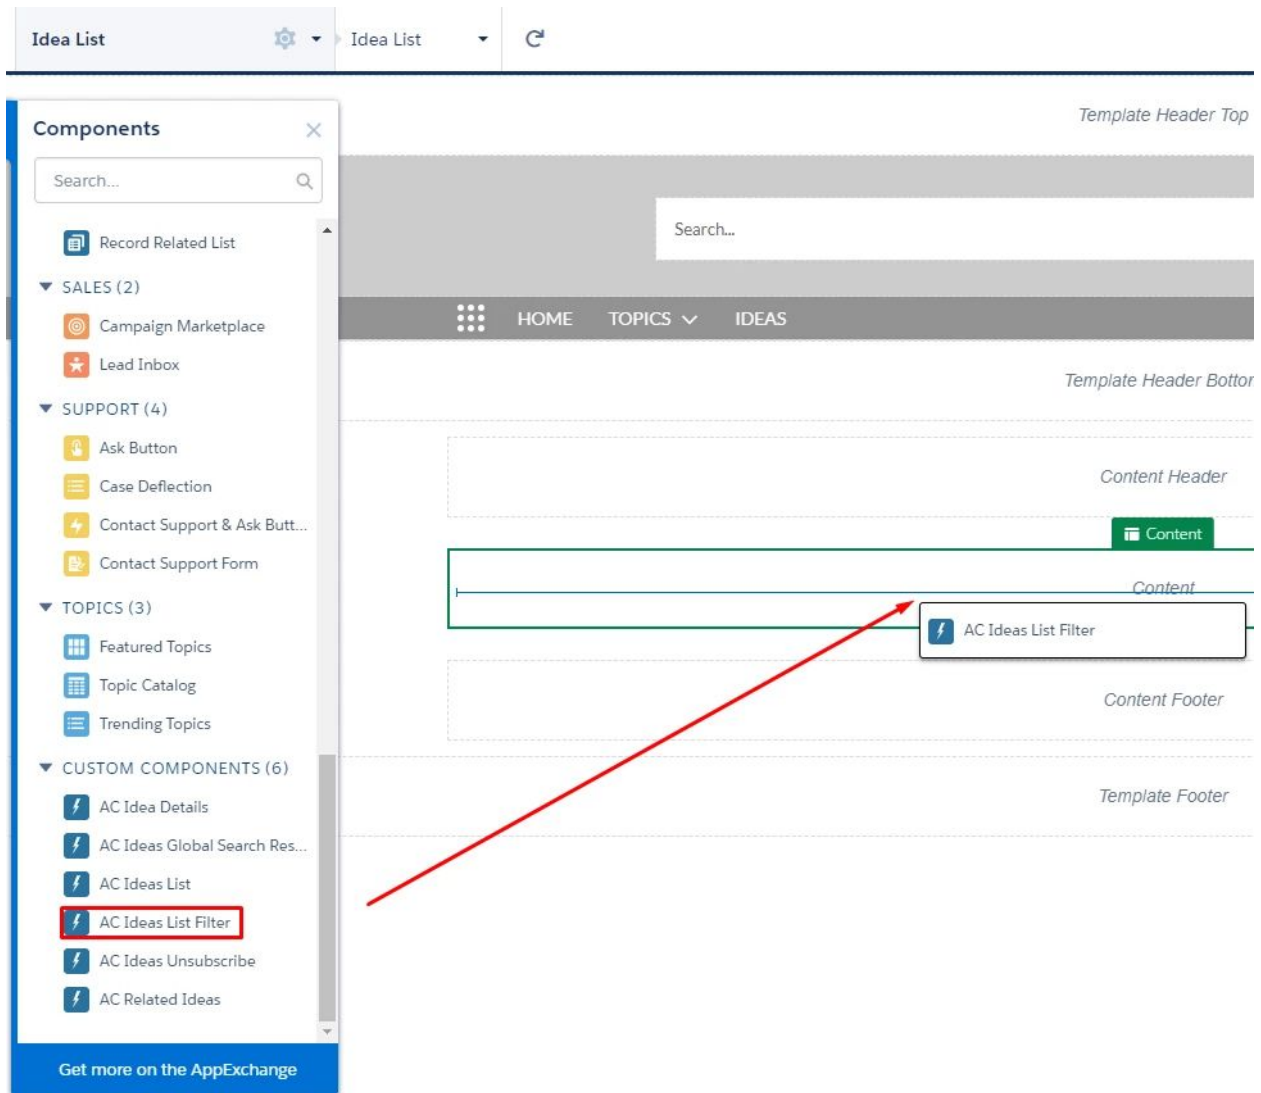 Idea List
Idea List
Components
Search...
Record Related List
SALES (2)
Campaign Marketplace
Lead Inbox
SUPPORT (4)
Ask Button
Case Deflection
Contact Support & Ask Butt...
Contact Support Form
TOPICS (3)
Featured Topics
Topic Catalog
Trending Topics
CUSTOM COMPONENTS (6)
AC Idea Details
AC Ideas Global Search Res...
AC Ideas List
AC Ideas List Filter
AC Ideas Unsubscribe
AC Related Ideas
Get more on the AppExchange
Template Header Top
Search...
HOME TOPICS IDEAS
Template Header Bottor
Content Header
Content
Content
AC Ideas List Filter
Content Footer
Template Footer